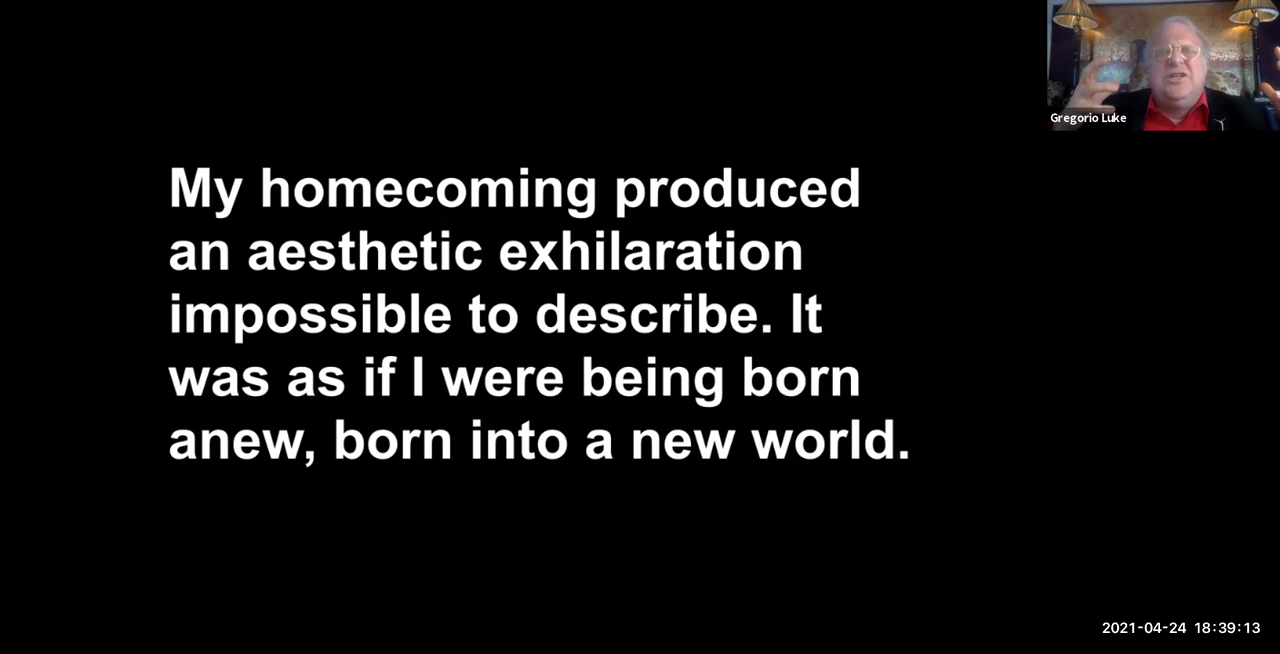 Gregorio Luke
My homecoming produced
an aesthetic exhilaration
impossible to describe. It
was as if I were being born
anew, born into a new world.
2021-04-24 18:39:13